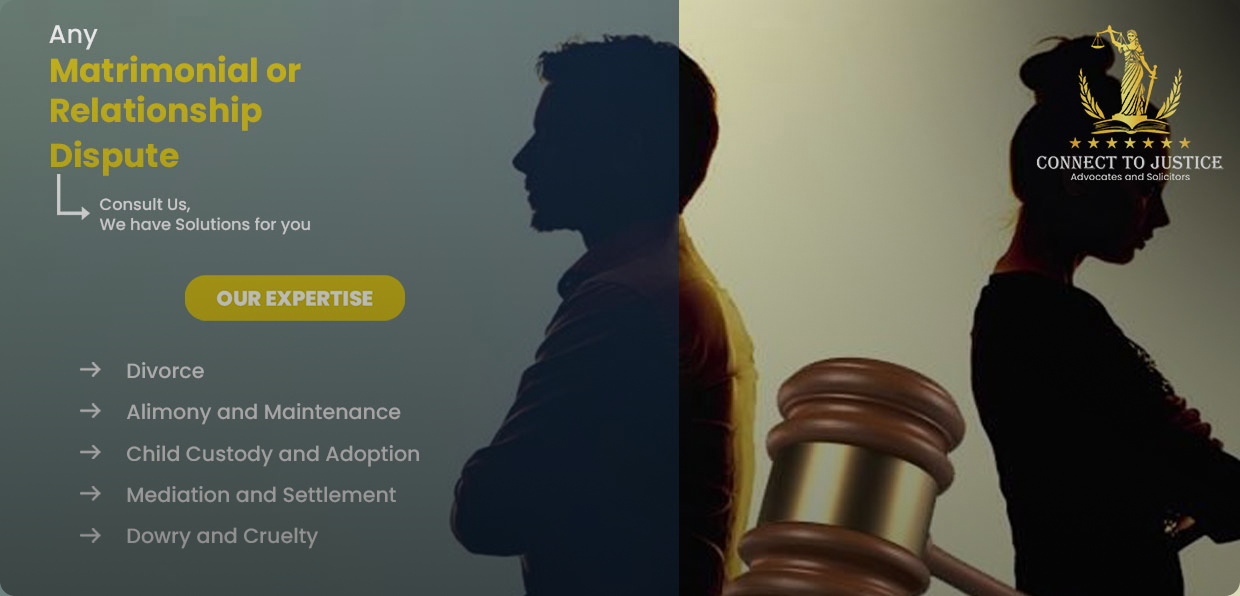 Any
Matrimonial or
Relationship
Dispute
Consult Us,
We have Solutions for you
OUR EXPERTISE
Divorce
Alimony and Maintenance
Child Custody and Adoption
Mediation and Settlement
Dowry and Cruelty
CONNECT TO JUSTICE
Advocates and Solicitors